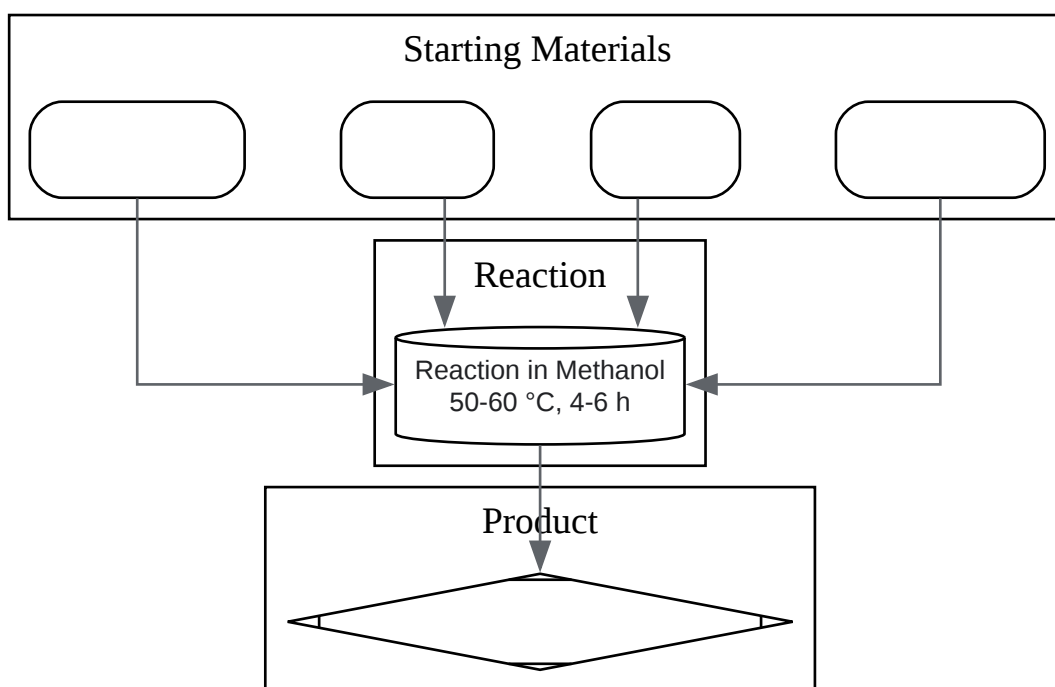 Starting Materials
Reaction
Reaction in Methanol
50-60 °C, 4-6 h
Product